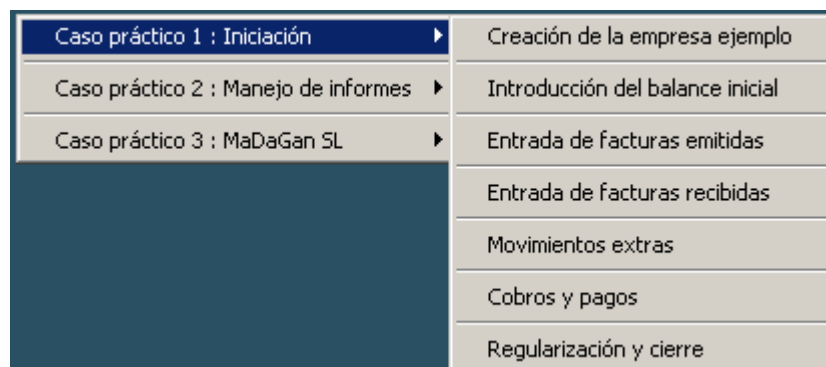 Caso práctico 1 : Iniciación
Caso práctico 2 : Manejo de informes
Caso práctico 3 : MaDaGan SL
Creación de la empresa ejemplo
Introducción del balance inicial
Entrada de facturas emitidas
Entrada de facturas recibidas
Movimientos extras
Cobros y pagos
Regularización y cierre